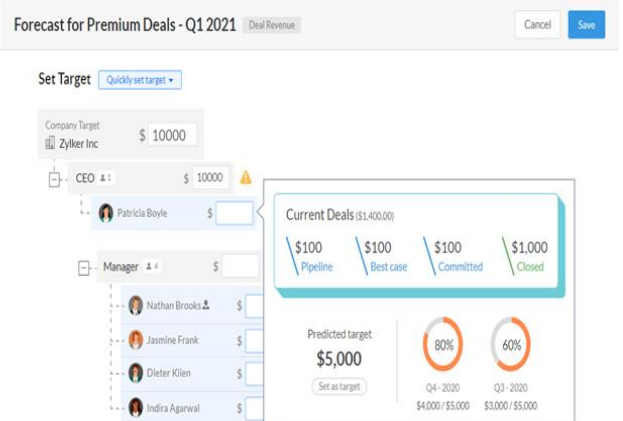 Forecast for Premium Deals - Q1 2021 Deal Revenue
Cancel
Save
Set Target
Quickly set target
Company Target
Zylker Inc
$ 10000
CEO 1
$ 10000
Patricia Boyle
$
Manager 4
$
Nathan Brooks
$
Jasmine Frank
$
Dieter Klien
$
Indira Agarwal
$
Current Deals ($1,400.00)
$100 $100 $100 $1,000
Pipeline Best case Committed Closed
Predicted target
$5,000
Set as target
80% 60%
Q4 - 2020 Q3 - 2020
$4,000 / $5,000 $3,000 / $5,000